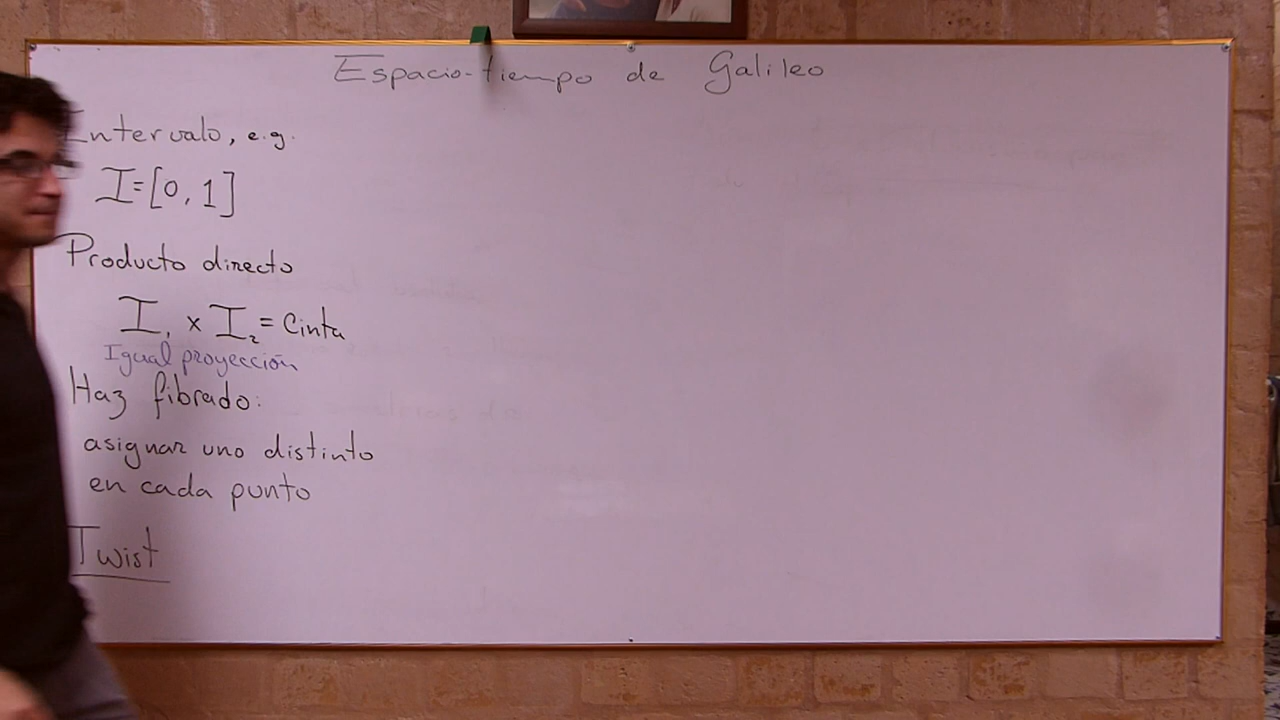 Espacio-tiempo de Galileo
Intervalo, e.g.
I=[0,1]
Producto directo
I₁ x I₂ = Cinta
Igual proyección
Haz fibrado:
asignar uno distinto
en cada punto
Twist